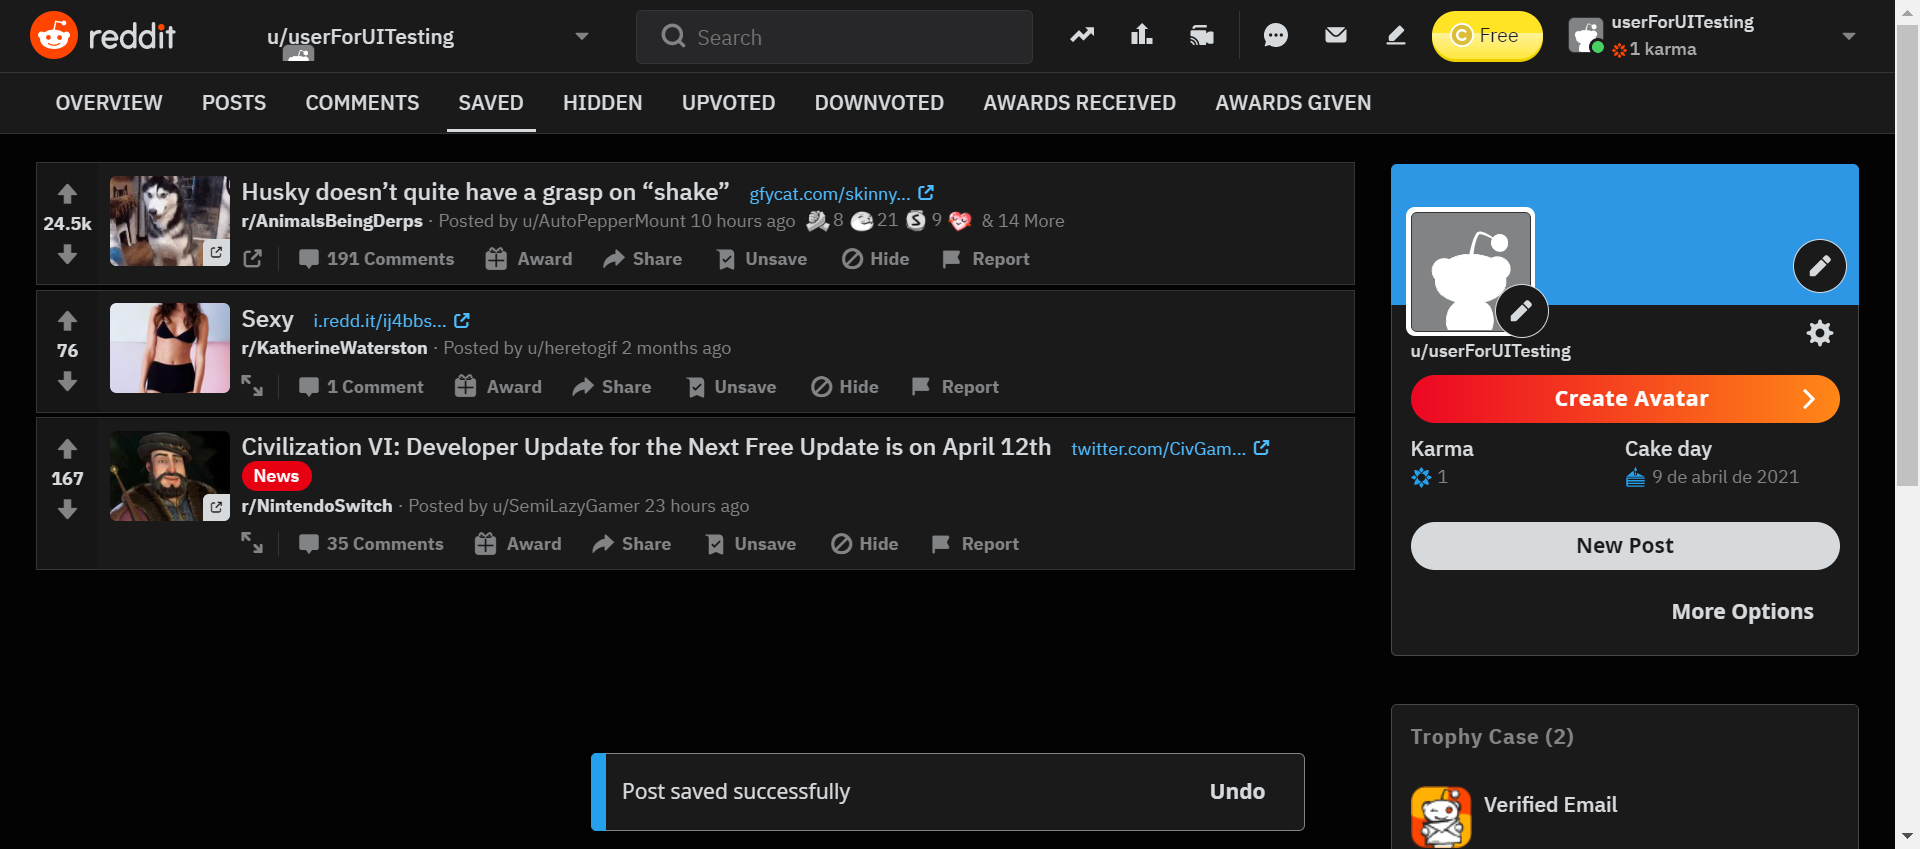 reddit
u/userForUITesting
Search
Free
userForUITesting
1 karma
OVERVIEW POSTS COMMENTS SAVED HIDDEN UPVOTED DOWNVOTED AWARDS RECEIVED AWARDS GIVEN
24.5k
Husky doesn’t quite have a grasp on “shake” gfycat.com/skinny...
r/AnimalsBeingDerps · Posted by u/AutoPepperMount 10 hours ago 8 21 S 9 & 14 More
191 Comments Award Share Unsave Hide Report
76
Sexy i.redd.it/ij4bbs...
r/KatherineWaterston · Posted by u/heretogif 2 months ago
1 Comment Award Share Unsave Hide Report
167
Civilization VI: Developer Update for the Next Free Update is on April 12th twitter.com/CivGam...
News
r/NintendoSwitch · Posted by u/SemiLazyGamer 23 hours ago
35 Comments Award Share Unsave Hide Report
u/userForUITesting
Create Avatar
Karma
1
Cake day
9 de abril de 2021
New Post
More Options
Trophy Case (2)
Verified Email
Post saved successfully Undo